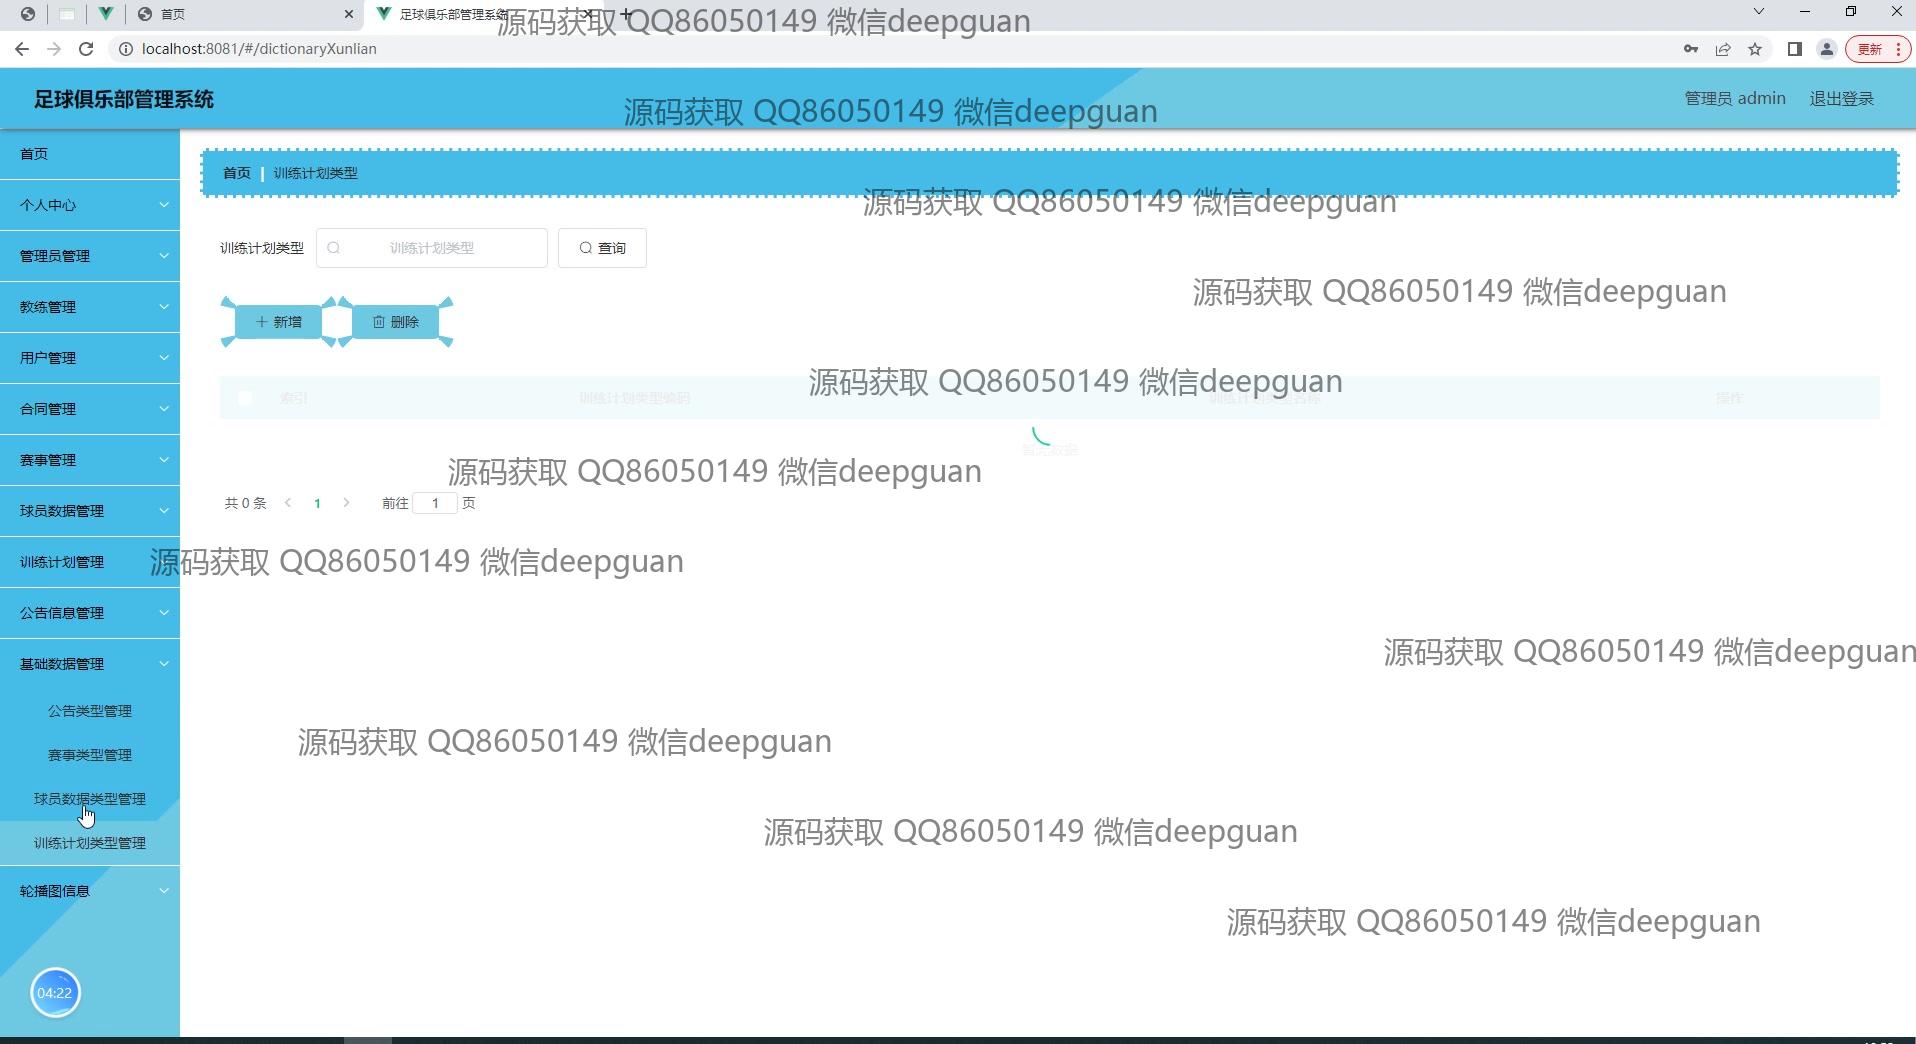 首页
足球俱乐部管理系统
源码获取 QQ86050149 微信deepguan
localhost:8081/#/dictionaryXunlian
更新
足球俱乐部管理系统
源码获取 QQ86050149 微信deepguan
管理员 admin
退出登录
首页
个人中心
管理员管理
教练管理
用户管理
合同管理
赛事管理
球员数据管理
训练计划管理
公告信息管理
基础数据管理
公告类型管理
赛事类型管理
球员数据类型管理
训练计划类型管理
轮播图信息
04:22
首页
训练计划类型
源码获取 QQ86050149 微信deepguan
训练计划类型
训练计划类型
查询
源码获取 QQ86050149 微信deepguan
新增
删除
源码获取 QQ86050149 微信deepguan
索引
训练计划类型编码
训练计划类型名称
操作
暂无数据
源码获取 QQ86050149 微信deepguan
共 0 条
1
前往 1 页
源码获取 QQ86050149 微信deepguan
源码获取 QQ86050149 微信deepguan
源码获取 QQ86050149 微信deepguan
源码获取 QQ86050149 微信deepguan
源码获取 QQ86050149 微信deepguan